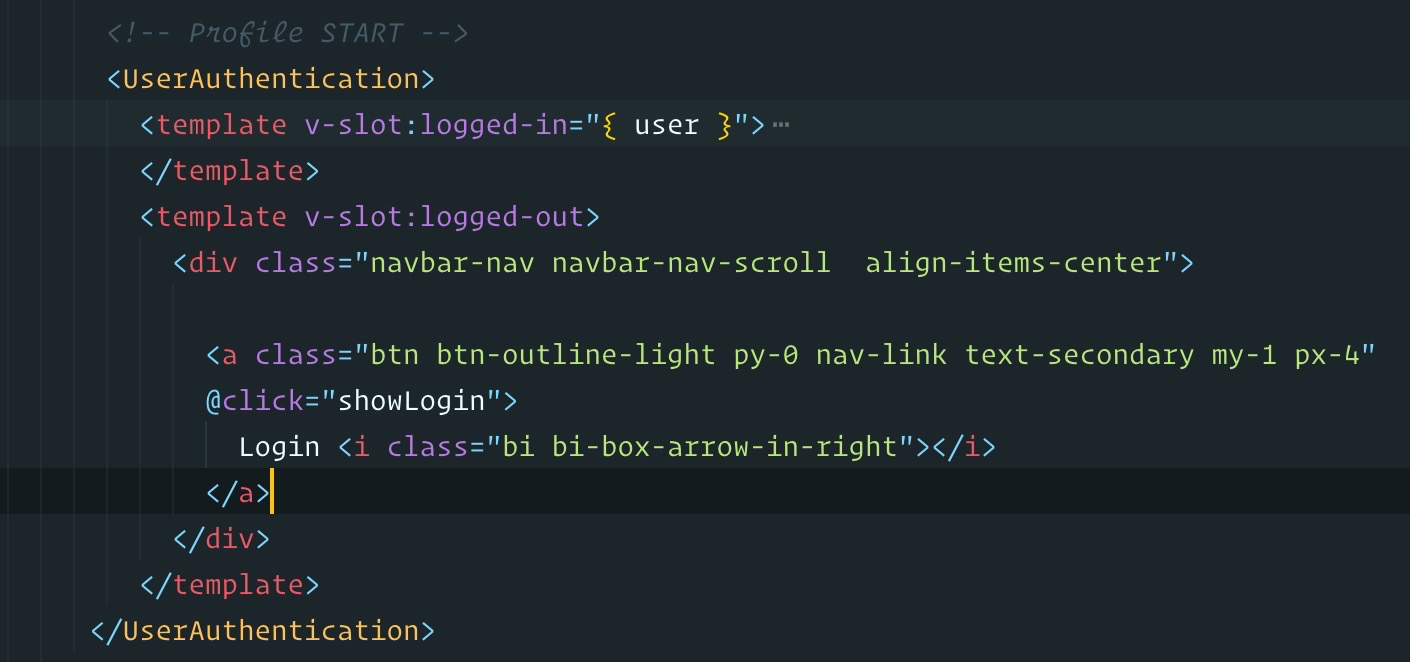 <!-- Profile START -->
<UserAuthentication>
<template v-slot:logged-in="{ user }">⋯
</template>
<template v-slot:logged-out>
<div class="navbar-nav navbar-nav-scroll  align-items-center">
<a class="btn btn-outline-light py-0 nav-link text-secondary my-1 px-4"
@click="showLogin">
Login <i class="bi bi-box-arrow-in-right"></i>
</a>
</div>
</template>
</UserAuthentication>